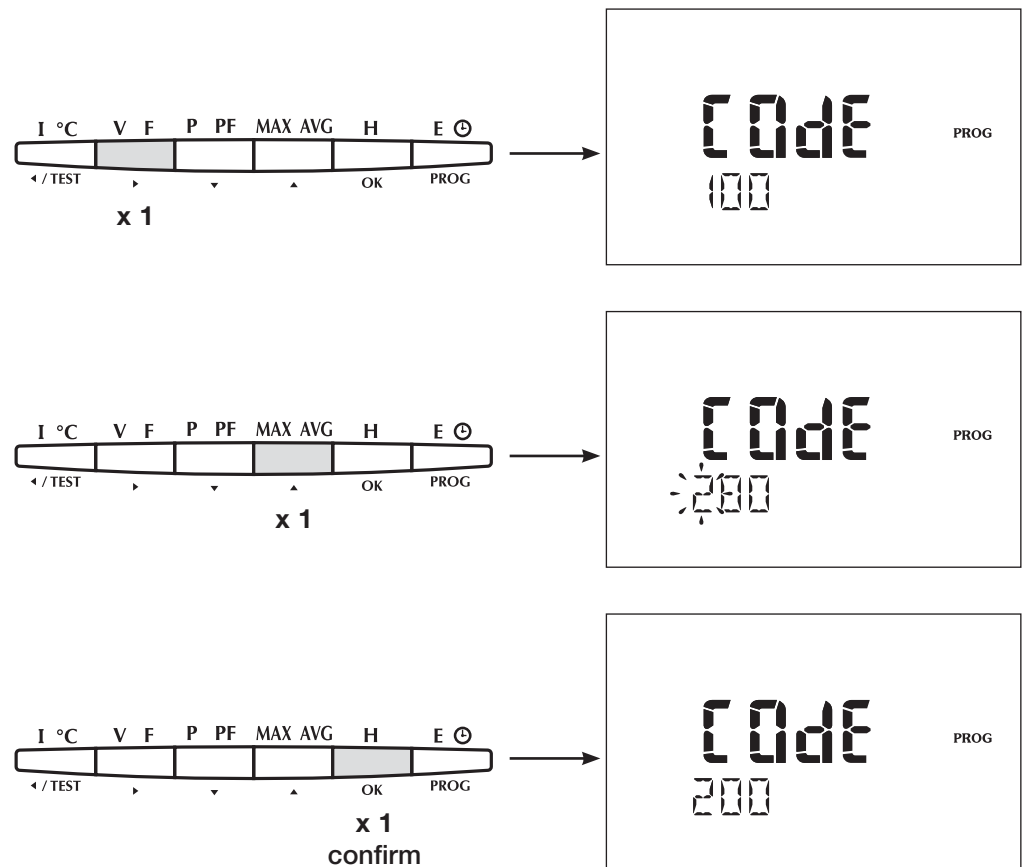 I °C V F P PF MAX AVG H E
◂ / TEST ▸ ▾ ▴ OK PROG
x 1
COdE
PROG
100
I °C V F P PF MAX AVG H E
◂ / TEST ▸ ▾ ▴ OK PROG
x 1
COdE
PROG
200
I °C V F P PF MAX AVG H E
◂ / TEST ▸ ▾ ▴ OK PROG
x 1
confirm
COdE
PROG
200